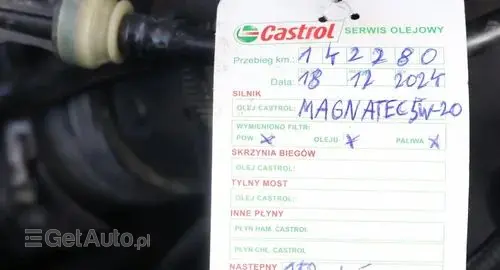 Castrol SERWIS OLEJOWY
Przebieg km.: 142280
Data: 18 12 2024
SILNIK
OLEJ CASTROL: MAGNATEC 5W-20
WYMIENIONO FILTR:
POW x OLEJU x PALIWA x
SKRZYNIA BIEGÓW
OLEJ CASTROL:
TYLNY MOST
OLEJ CASTROL:
INNE PŁYNY
PŁYN HAM. CASTROL
PŁYN CHŁ. CASTROL
NASTĘPNY
GetAuto.pl